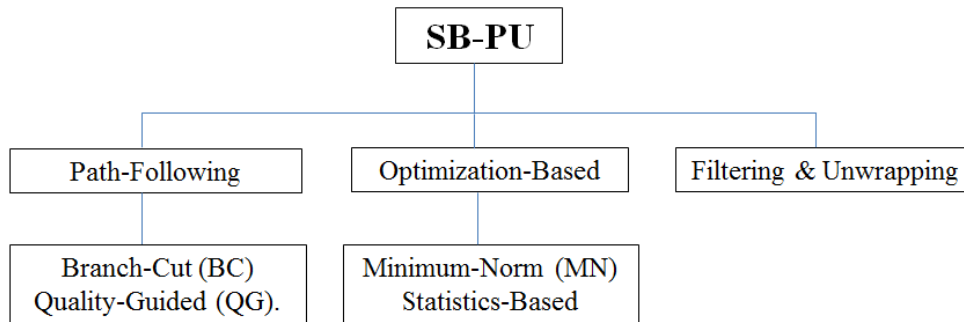 SB-PU
Path-Following
Optimization-Based
Filtering & Unwrapping
Branch-Cut (BC)
Quality-Guided (QG).
Minimum-Norm (MN)
Statistics-Based